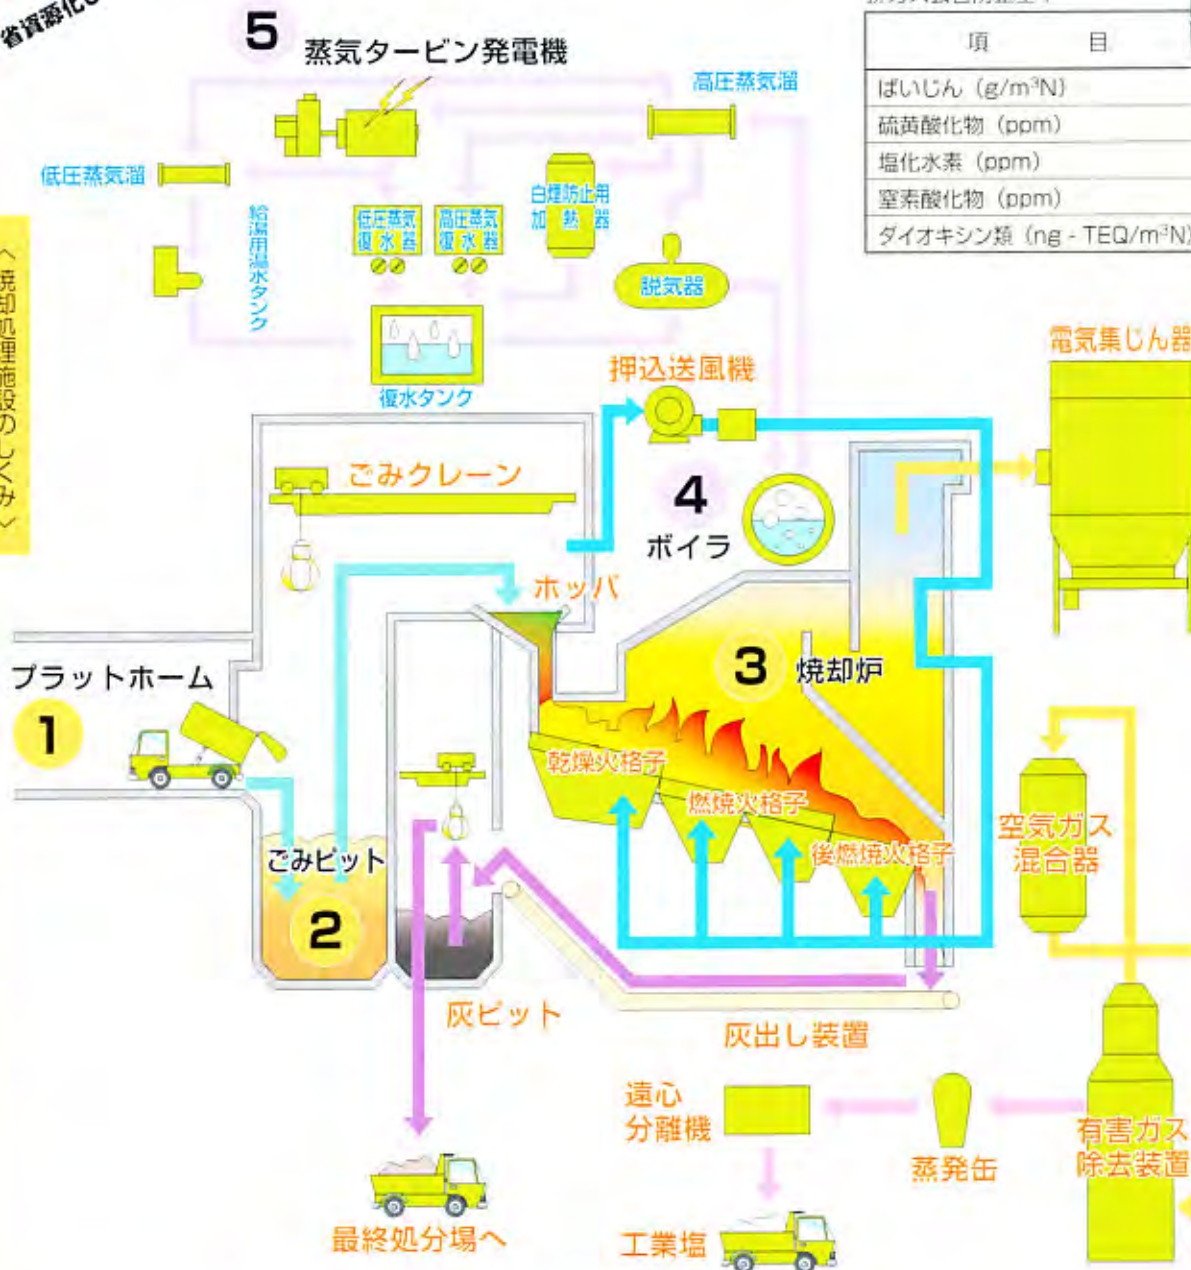 省資源化
5
蒸気タービン発電機
高圧蒸気溜
項 目
ばいじん (g/m³N)
硫黄酸化物 (ppm)
塩化水素 (ppm)
窒素酸化物 (ppm)
ダイオキシン類 (ng - TEQ/m³N)
低圧蒸気溜
給湯用温水タンク
低圧蒸気
復水器
高圧蒸気
復水器
白煙防止用
加熱器
脱気器
復水タンク
〈焼却処理施設のしくみ〉
押込送風機
電気集じん器
ごみクレーン
4
ボイラ
ホッパ
プラットホーム
1
3
焼却炉
乾燥火格子
燃焼火格子
後燃焼火格子
空気ガス
混合器
ごみピット
2
灰ピット
灰出し装置
遠心
分離機
蒸発缶
有害ガス
除去装置
最終処分場へ
工業塩